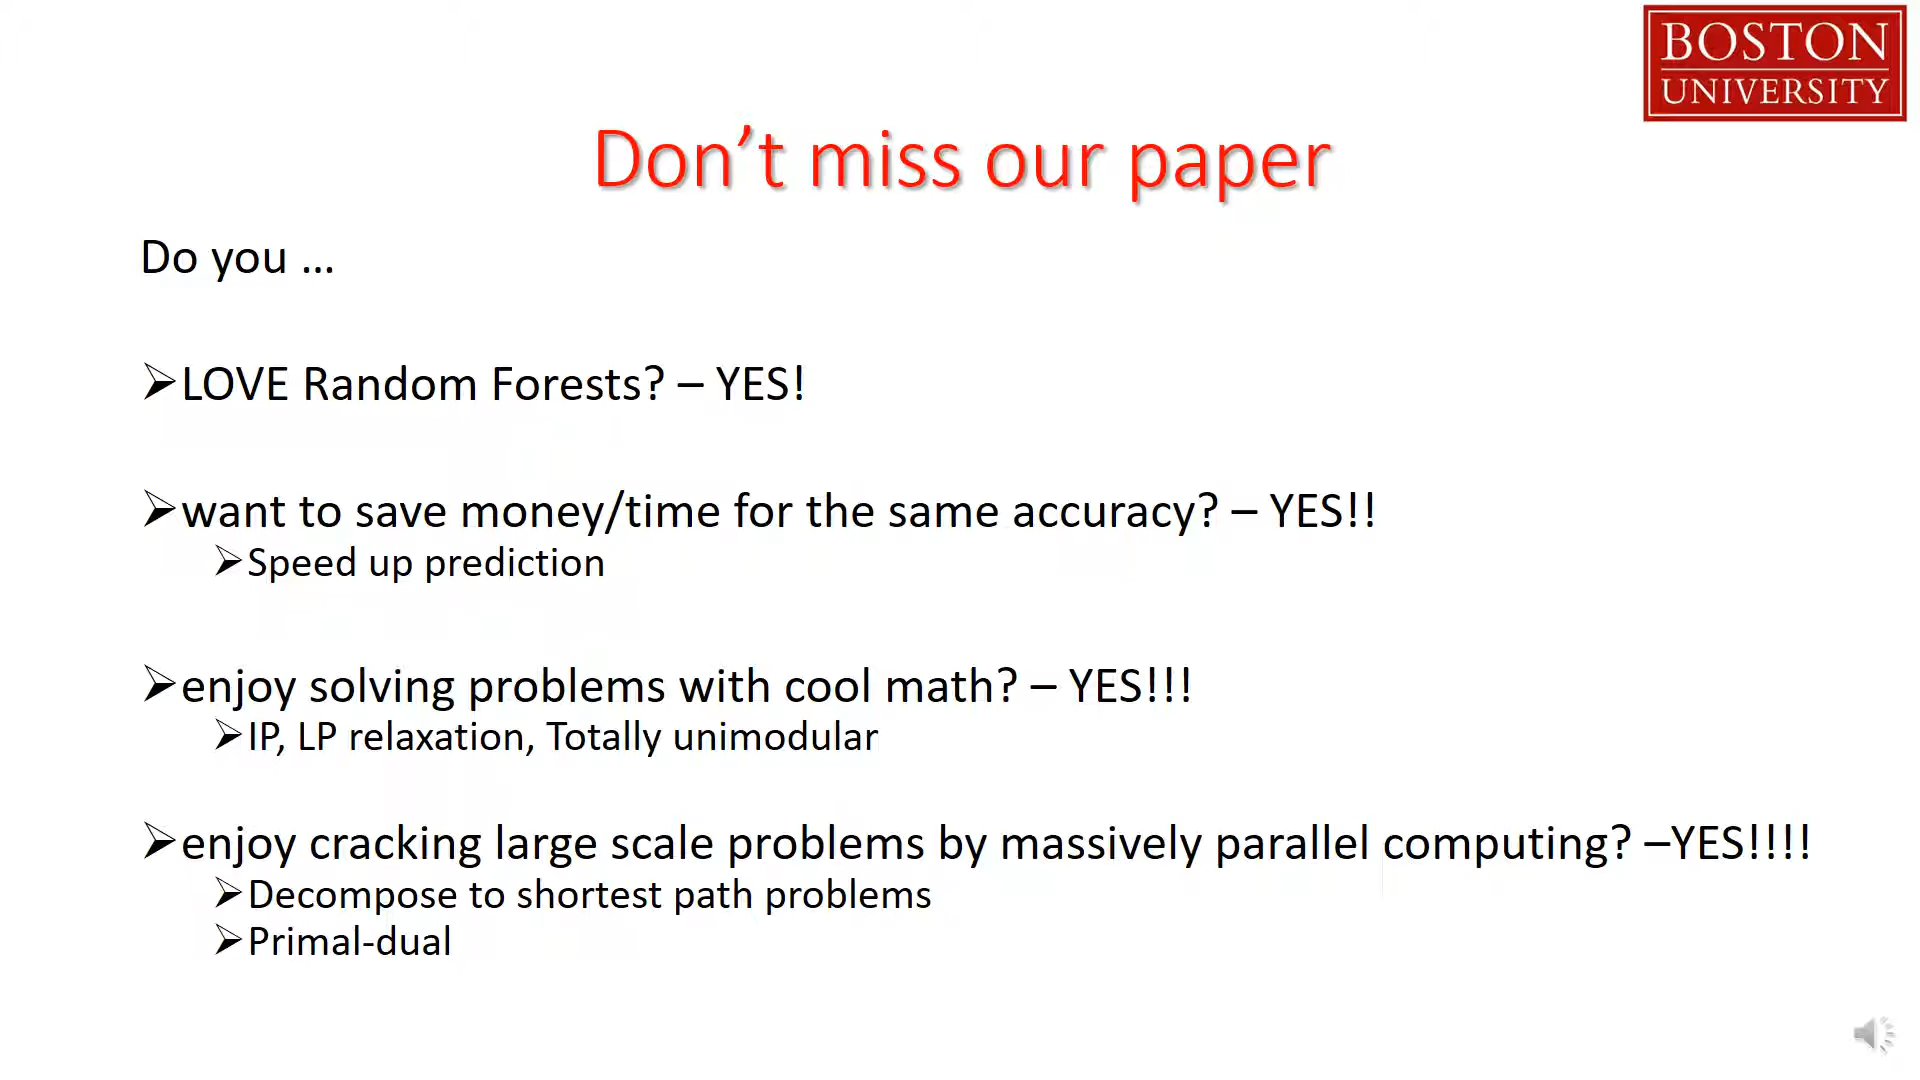 BOSTON
UNIVERSITY
Don’t miss our paper
Do you …
➢LOVE Random Forests? – YES!
➢want to save money/time for the same accuracy? – YES!!
➢Speed up prediction
➢enjoy solving problems with cool math? – YES!!!
➢IP, LP relaxation, Totally unimodular
➢enjoy cracking large scale problems by massively parallel computing? –YES!!!!
➢Decompose to shortest path problems
➢Primal-dual